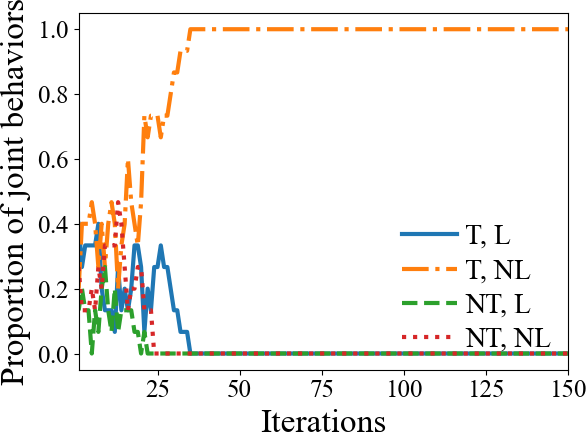 Proportion of joint behaviors
1.0
0.8
0.6
0.4
0.2
0.0
T, L
T, NL
NT, L
NT, NL
25 50 75 100 125 150
Iterations